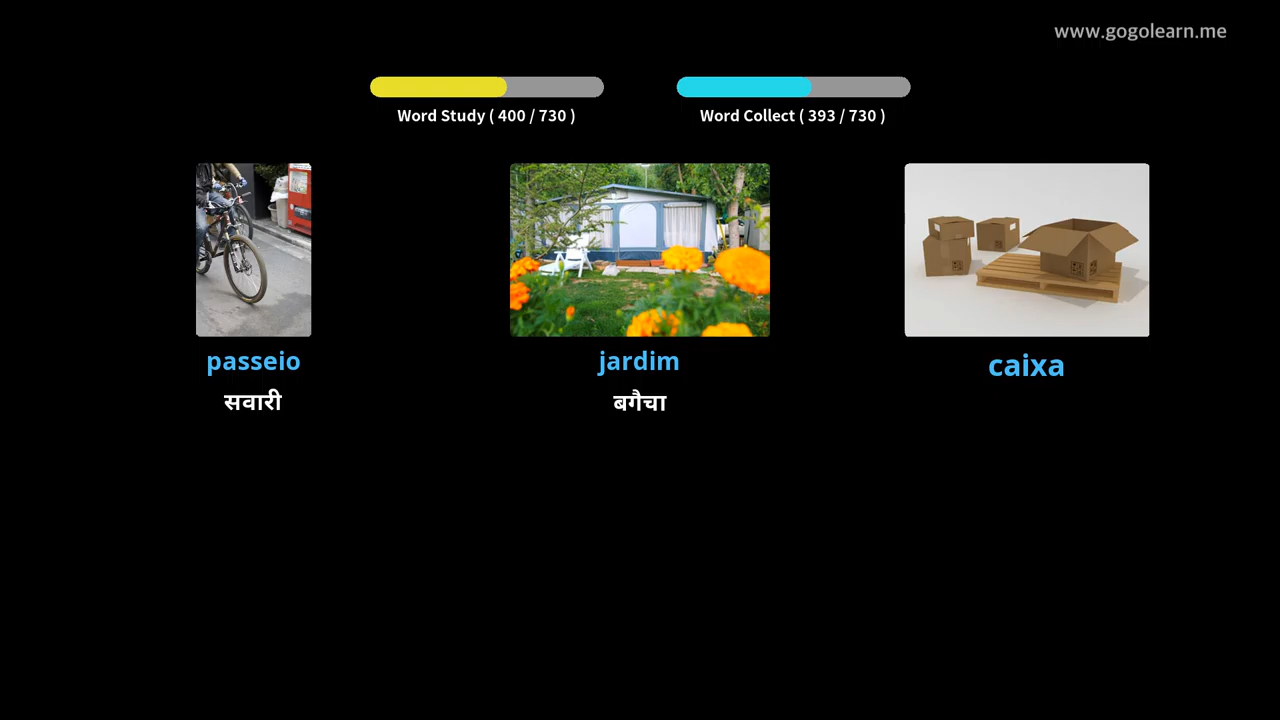 www.gogolearn.me
Word Study ( 400 / 730 )
Word Collect ( 393 / 730 )
passeio
सवारी
jardim
बगैचा
caixa